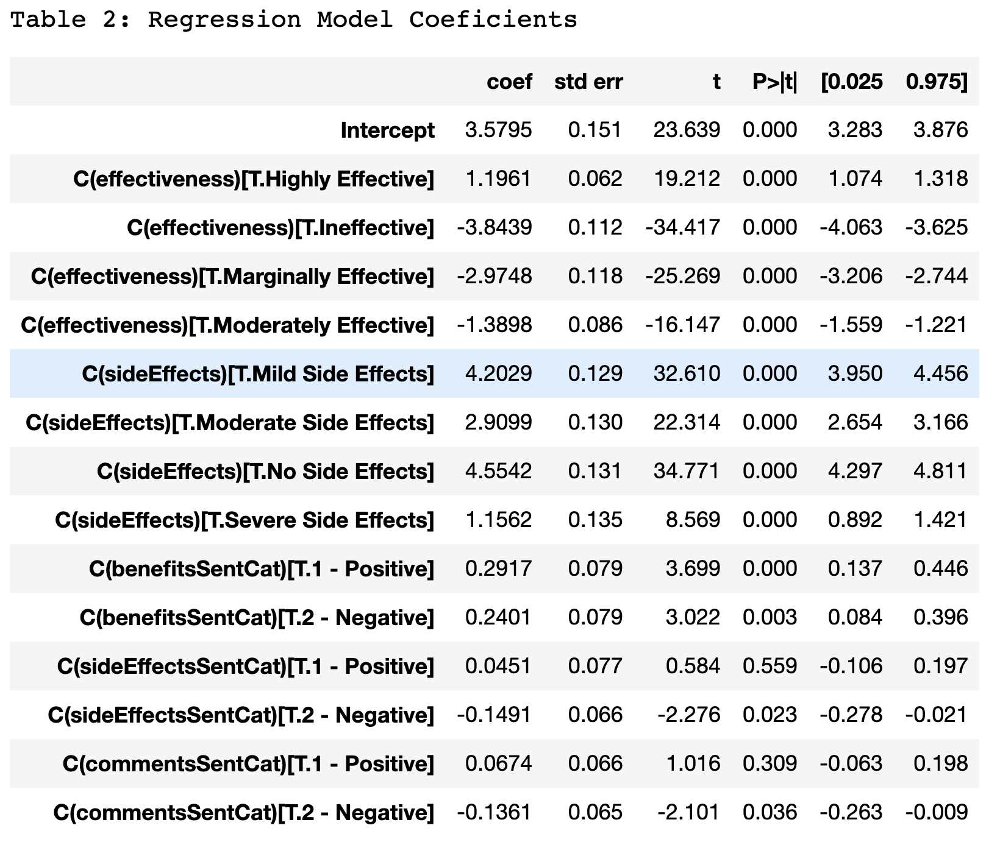 Table 2: Regression Model Coeficients
coef std err t P>|t| [0.025 0.975]
Intercept 3.5795 0.151 23.639 0.000 3.283 3.876
C(effectiveness)[T.Highly Effective] 1.1961 0.062 19.212 0.000 1.074 1.318
C(effectiveness)[T.Ineffective] -3.8439 0.112 -34.417 0.000 -4.063 -3.625
C(effectiveness)[T.Marginally Effective] -2.9748 0.118 -25.269 0.000 -3.206 -2.744
C(effectiveness)[T.Moderately Effective] -1.3898 0.086 -16.147 0.000 -1.559 -1.221
C(sideEffects)[T.Mild Side Effects] 4.2029 0.129 32.610 0.000 3.950 4.456
C(sideEffects)[T.Moderate Side Effects] 2.9099 0.130 22.314 0.000 2.654 3.166
C(sideEffects)[T.No Side Effects] 4.5542 0.131 34.771 0.000 4.297 4.811
C(sideEffects)[T.Severe Side Effects] 1.1562 0.135 8.569 0.000 0.892 1.421
C(benefitsSentCat)[T.1 - Positive] 0.2917 0.079 3.699 0.000 0.137 0.446
C(benefitsSentCat)[T.2 - Negative] 0.2401 0.079 3.022 0.003 0.084 0.396
C(sideEffectsSentCat)[T.1 - Positive] 0.0451 0.077 0.584 0.559 -0.106 0.197
C(sideEffectsSentCat)[T.2 - Negative] -0.1491 0.066 -2.276 0.023 -0.278 -0.021
C(commentsSentCat)[T.1 - Positive] 0.0674 0.066 1.016 0.309 -0.063 0.198
C(commentsSentCat)[T.2 - Negative] -0.1361 0.065 -2.101 0.036 -0.263 -0.009